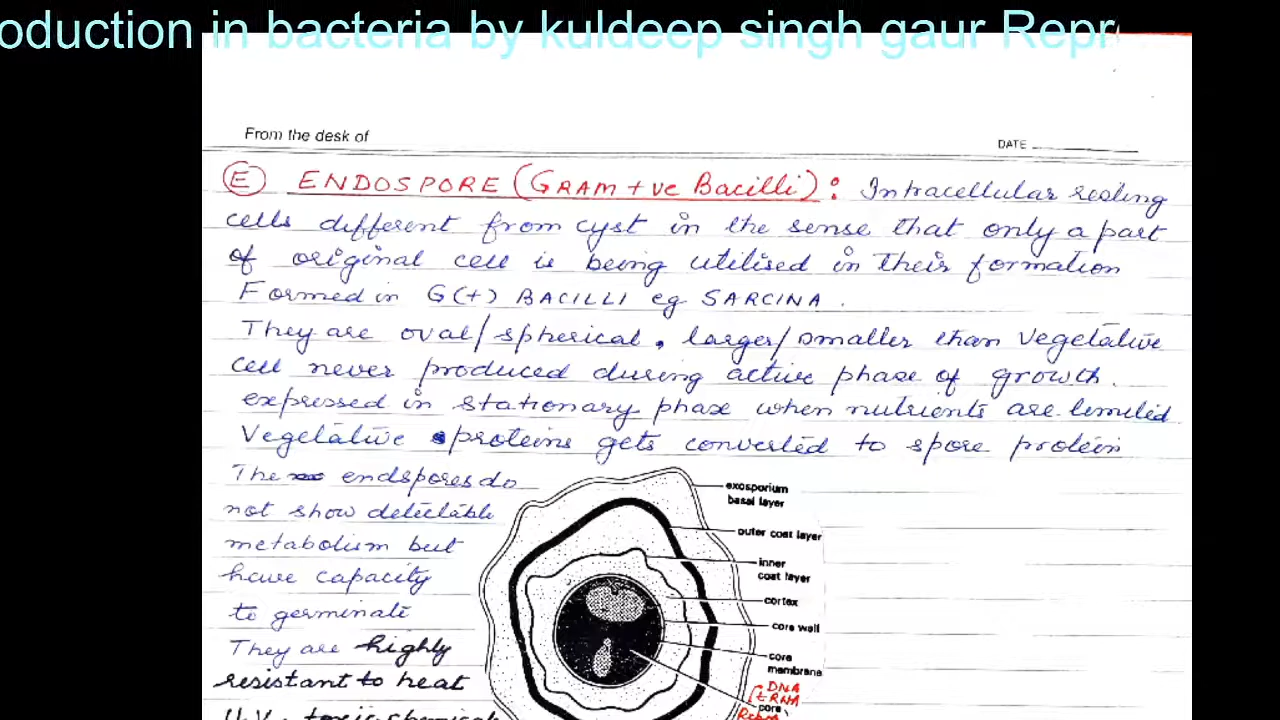 oduction in bacteria by kuldeep singh gaur Repr
From the desk of
DATE
E ENDOSPORE (GRAM +ve Bacilli) : Intracellular resting
cells different from cyst in the sense that only a part
of original cell is being utilised in their formation
Formed in G(+) BACILLI eg SARCINA.
They are oval/spherical. larger/smaller than vegetative
cell never produced during active phase of growth.
expressed in stationary phase when nutrients are limited
Vegetative proteins gets converted to spore protein
The endspores do
not show detectable
metabolism but
have capacity
to germinate
They are highly
resistant to heat
U.V. toxic chemical
exosporium
basal layer
outer coat layer
inner
coat layer
cortex
core wall
core
membrane
DNA
t RNA
core